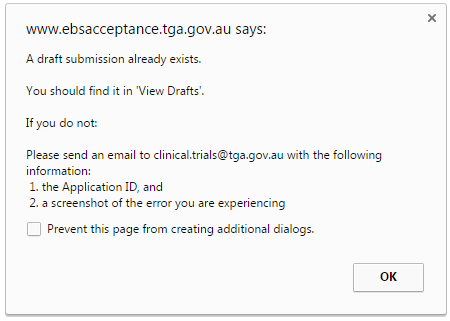 www.ebsacceptance.tga.gov.au says:
A draft submission already exists.
You should find it in 'View Drafts'.
If you do not:
Please send an email to clinical.trials@tga.gov.au with the following
information:
1. the Application ID, and
2. a screenshot of the error you are experiencing
Prevent this page from creating additional dialogs.
OK